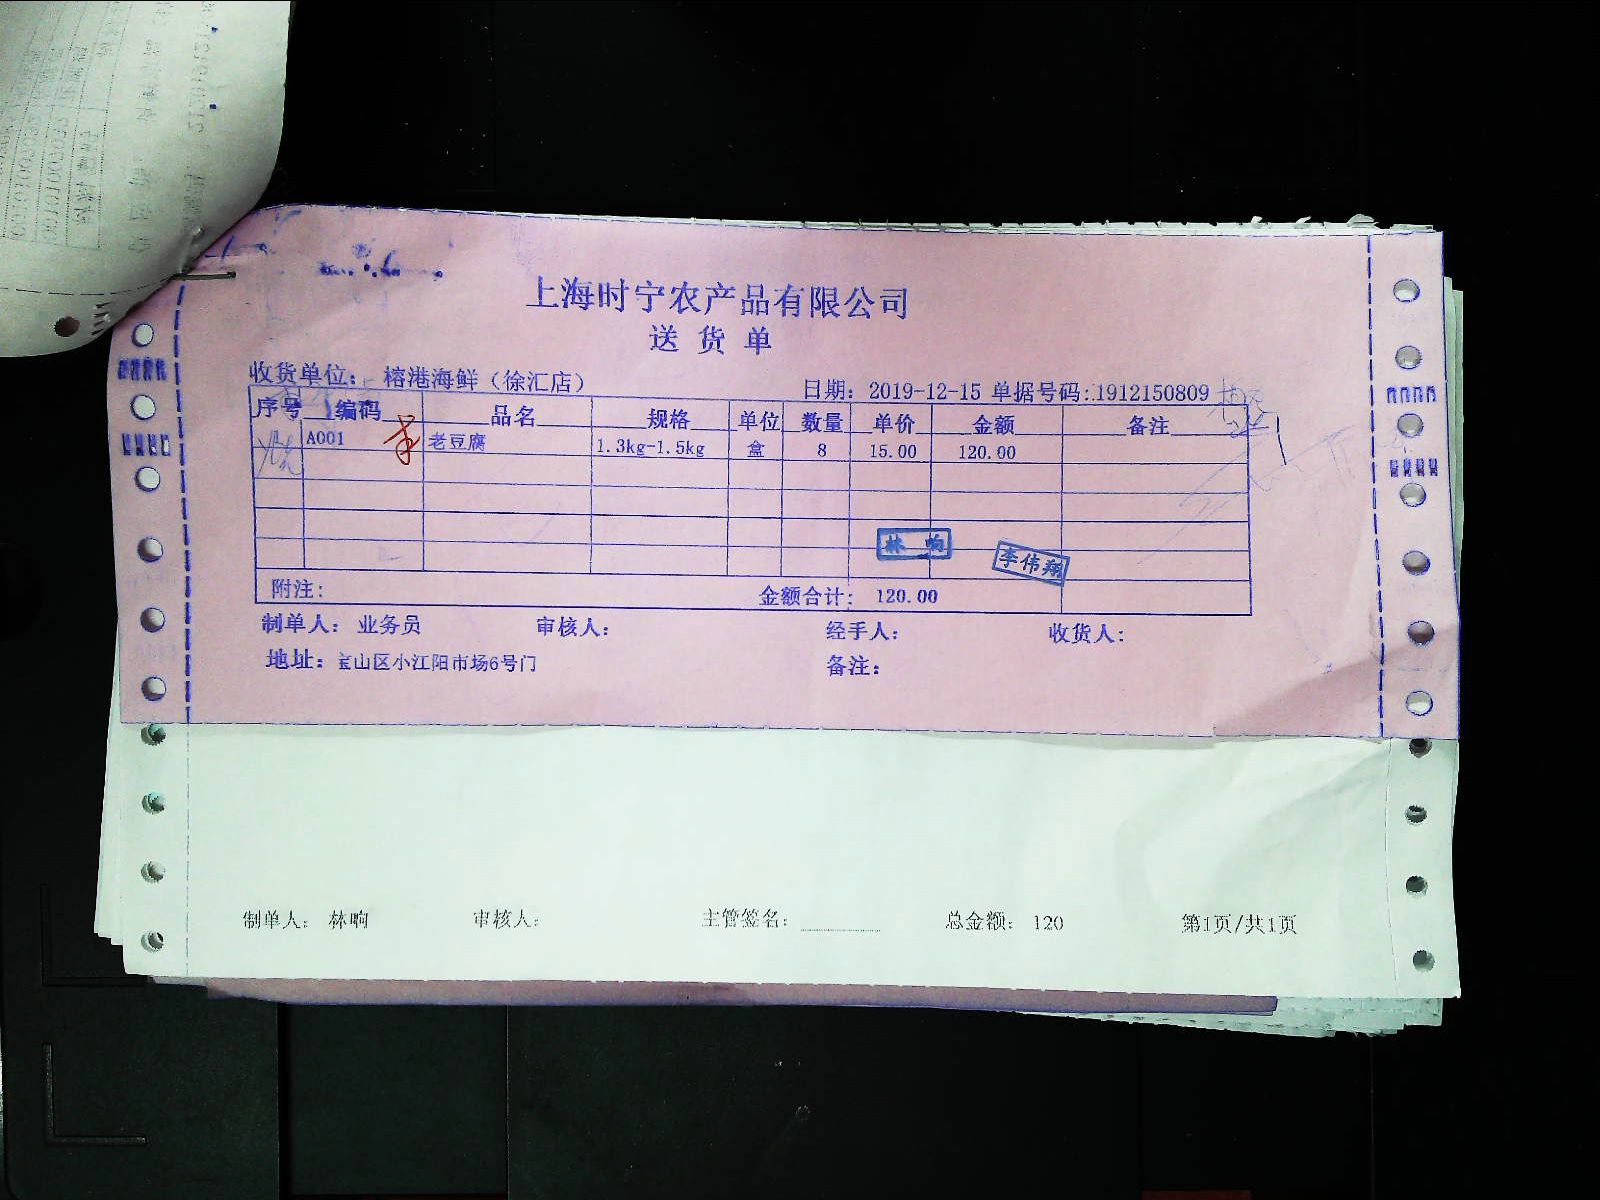 上海时宁农产品有限公司
送货单
收货单位: 榕港海鲜（徐汇店） 日期: 2019-12-15 单据号码: 1912150809
序号 编码 品名 规格 单位 数量 单价 金额 备注
A001 老豆腐 1.3kg-1.5kg 盒 8 15.00 120.00
林晌
李伟翔
附注: 金额合计: 120.00
制单人: 业务员 审核人: 经手人: 收货人:
地址: 宝山区小江阳市场6号门 备注:
制单人: 林晌 审核人: 主管签名: 总金额: 120 第1页/共1页